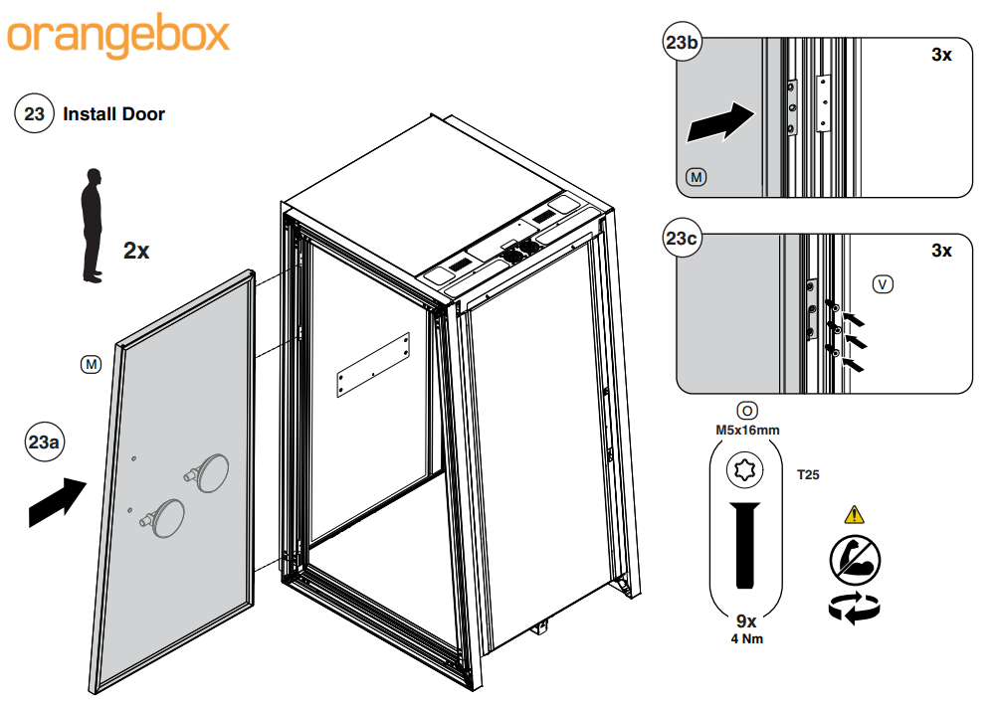 orangebox
23 Install Door
2x
M
23a
23b
3x
M
23c
3x
V
O
M5x16mm
T25
9x
4 Nm